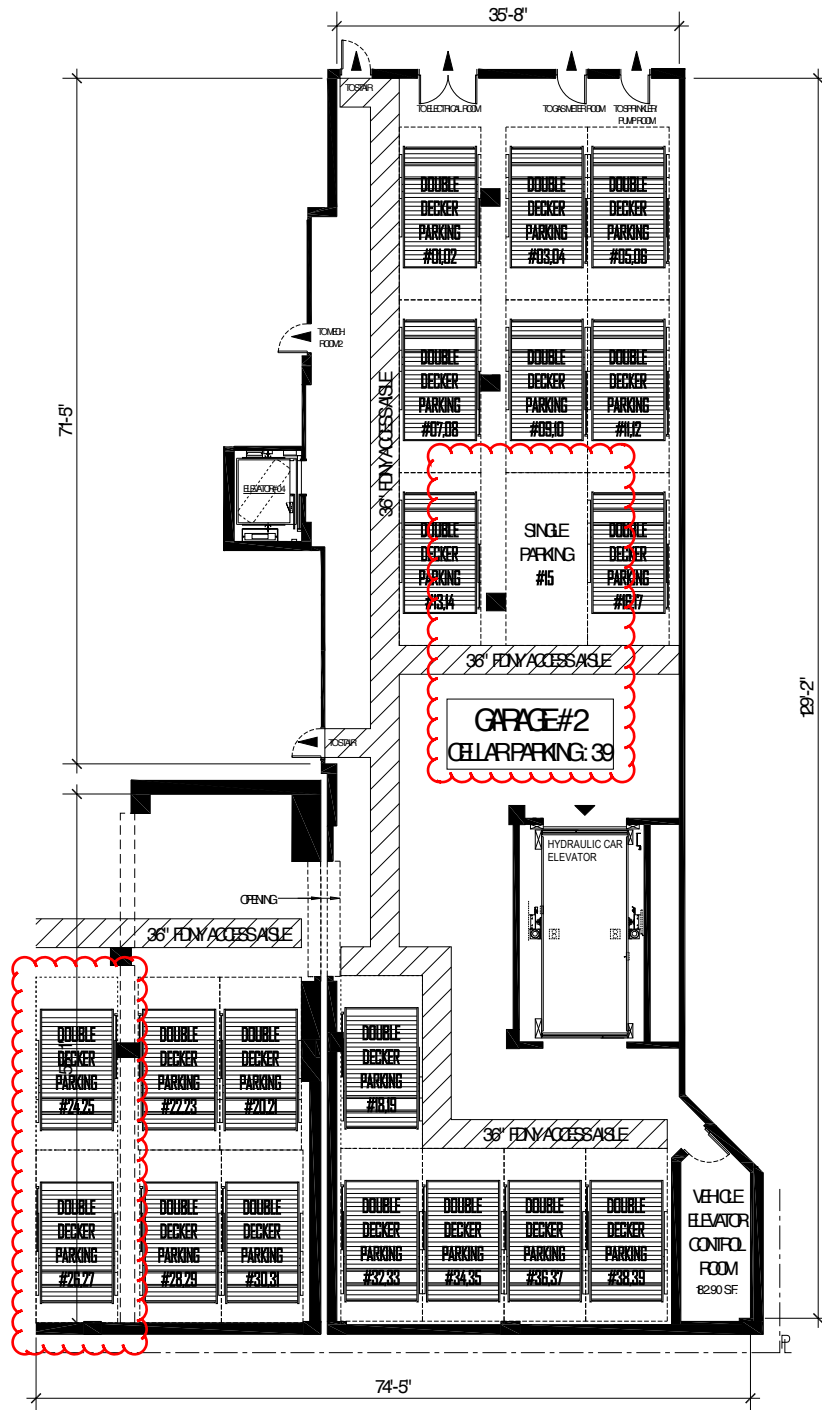 35'-8"
TO STAIR
TO ELECTRICAL ROOM
TO GAS METER ROOM
TO SPRINKLER/
PUMP ROOM
DOUBLE
DECKER
PARKING
#01,02
DOUBLE
DECKER
PARKING
#03,04
DOUBLE
DECKER
PARKING
#05,06
TO MECH
ROOM 2
DOUBLE
DECKER
PARKING
#07,08
DOUBLE
DECKER
PARKING
#09,10
DOUBLE
DECKER
PARKING
#11,12
71'-5"
36" FDNY ACCESS AISLE
ELEVATOR #04
DOUBLE
DECKER
PARKING
#13,14
SINGLE
PARKING
#15
DOUBLE
DECKER
PARKING
#16,17
36" FDNY ACCESS AISLE
129'-2"
GARAGE #2
CELLAR PARKING: 39
TO STAIR
HYDRAULIC CAR
ELEVATOR
OPENING
36" FDNY ACCESS AISLE
DOUBLE
DECKER
PARKING
#24,25
DOUBLE
DECKER
PARKING
#22,23
DOUBLE
DECKER
PARKING
#20,21
DOUBLE
DECKER
PARKING
#18,19
36" FDNY ACCESS AISLE
DOUBLE
DECKER
PARKING
#26,27
DOUBLE
DECKER
PARKING
#28,29
DOUBLE
DECKER
PARKING
#30,31
DOUBLE
DECKER
PARKING
#32,33
DOUBLE
DECKER
PARKING
#34,35
DOUBLE
DECKER
PARKING
#36,37
DOUBLE
DECKER
PARKING
#38,39
VEHICLE
ELEVATOR
CONTROL
ROOM
182.90 SF.
PL
74'-5"